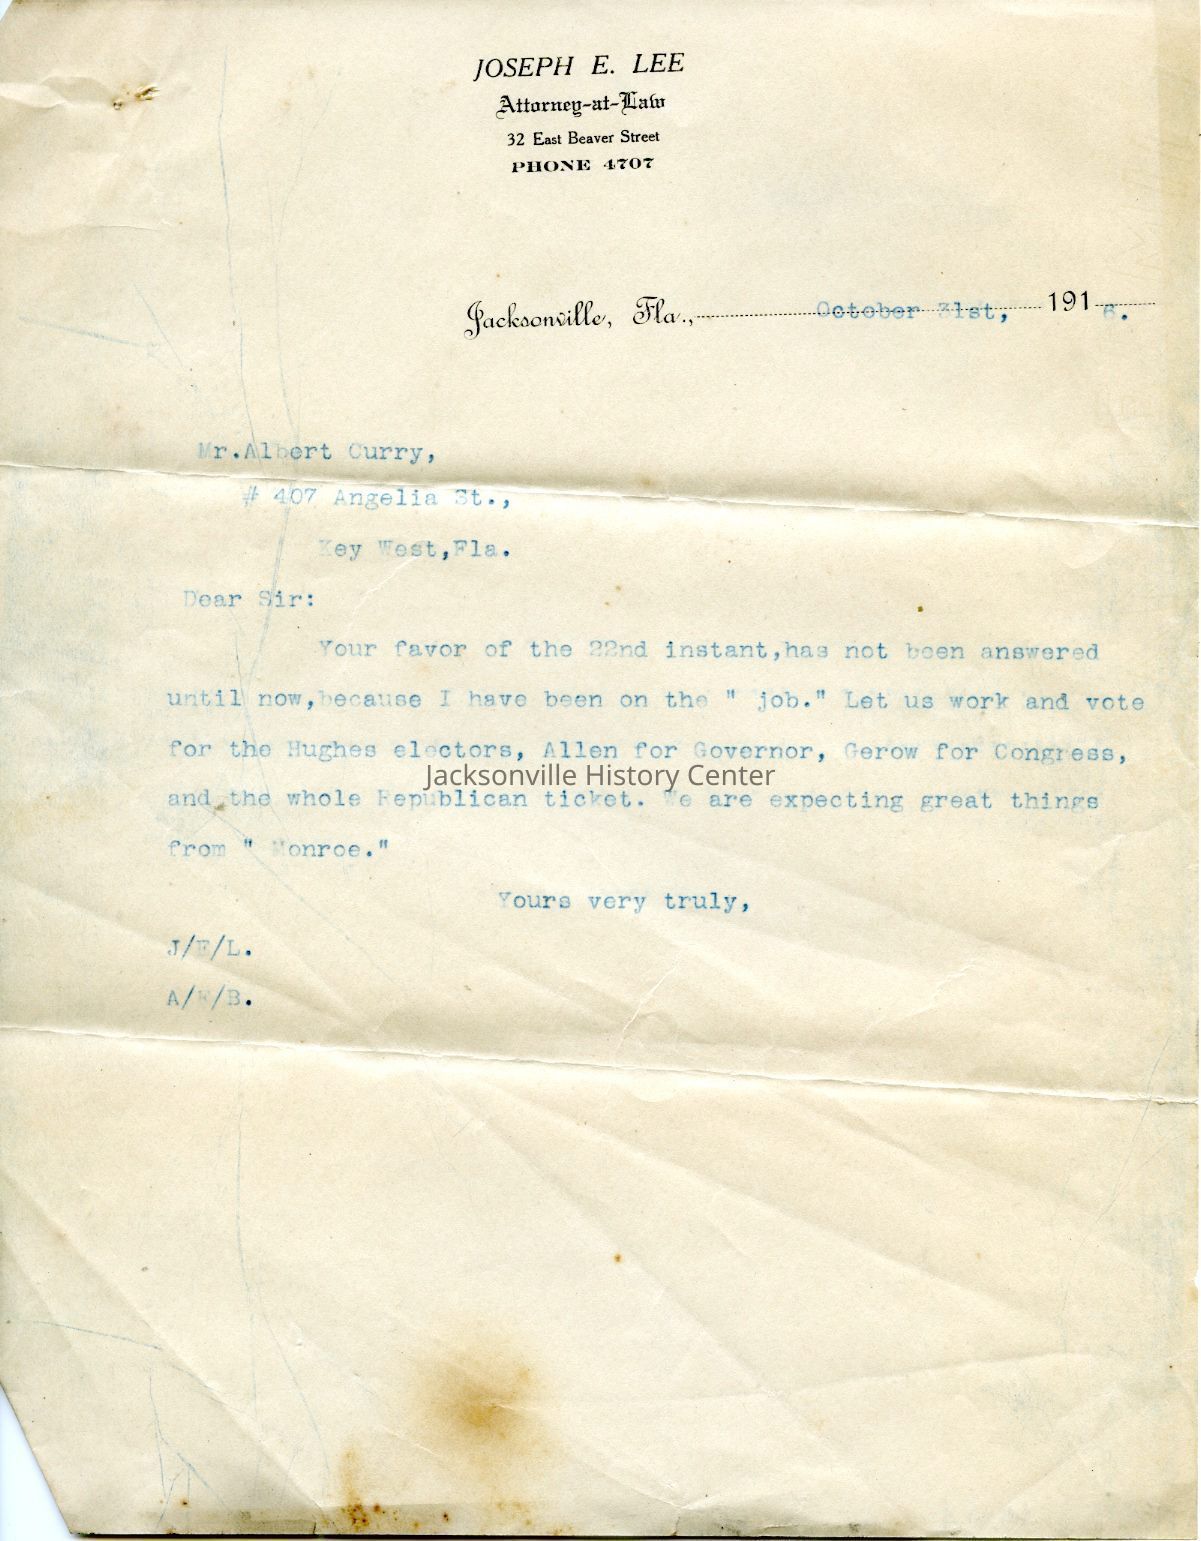 JOSEPH E. LEE
Attorney-at-Law
32 East Beaver Street
PHONE 4707
Jacksonville, Fla., October 31st, 1916.
Mr.Albert Curry,
# 407 Angelia St.,
Key West,Fla.
Dear Sir:
Your favor of the 22nd instant,has not been answered
until now,because I have been on the " job." Let us work and vote
for the Hughes electors, Allen for Governor, Gerow for Congress,
Jacksonville History Center
and the whole Republican ticket. We are expecting great things
from " Monroe."
Yours very truly,
J/E/L.
A/E/B.